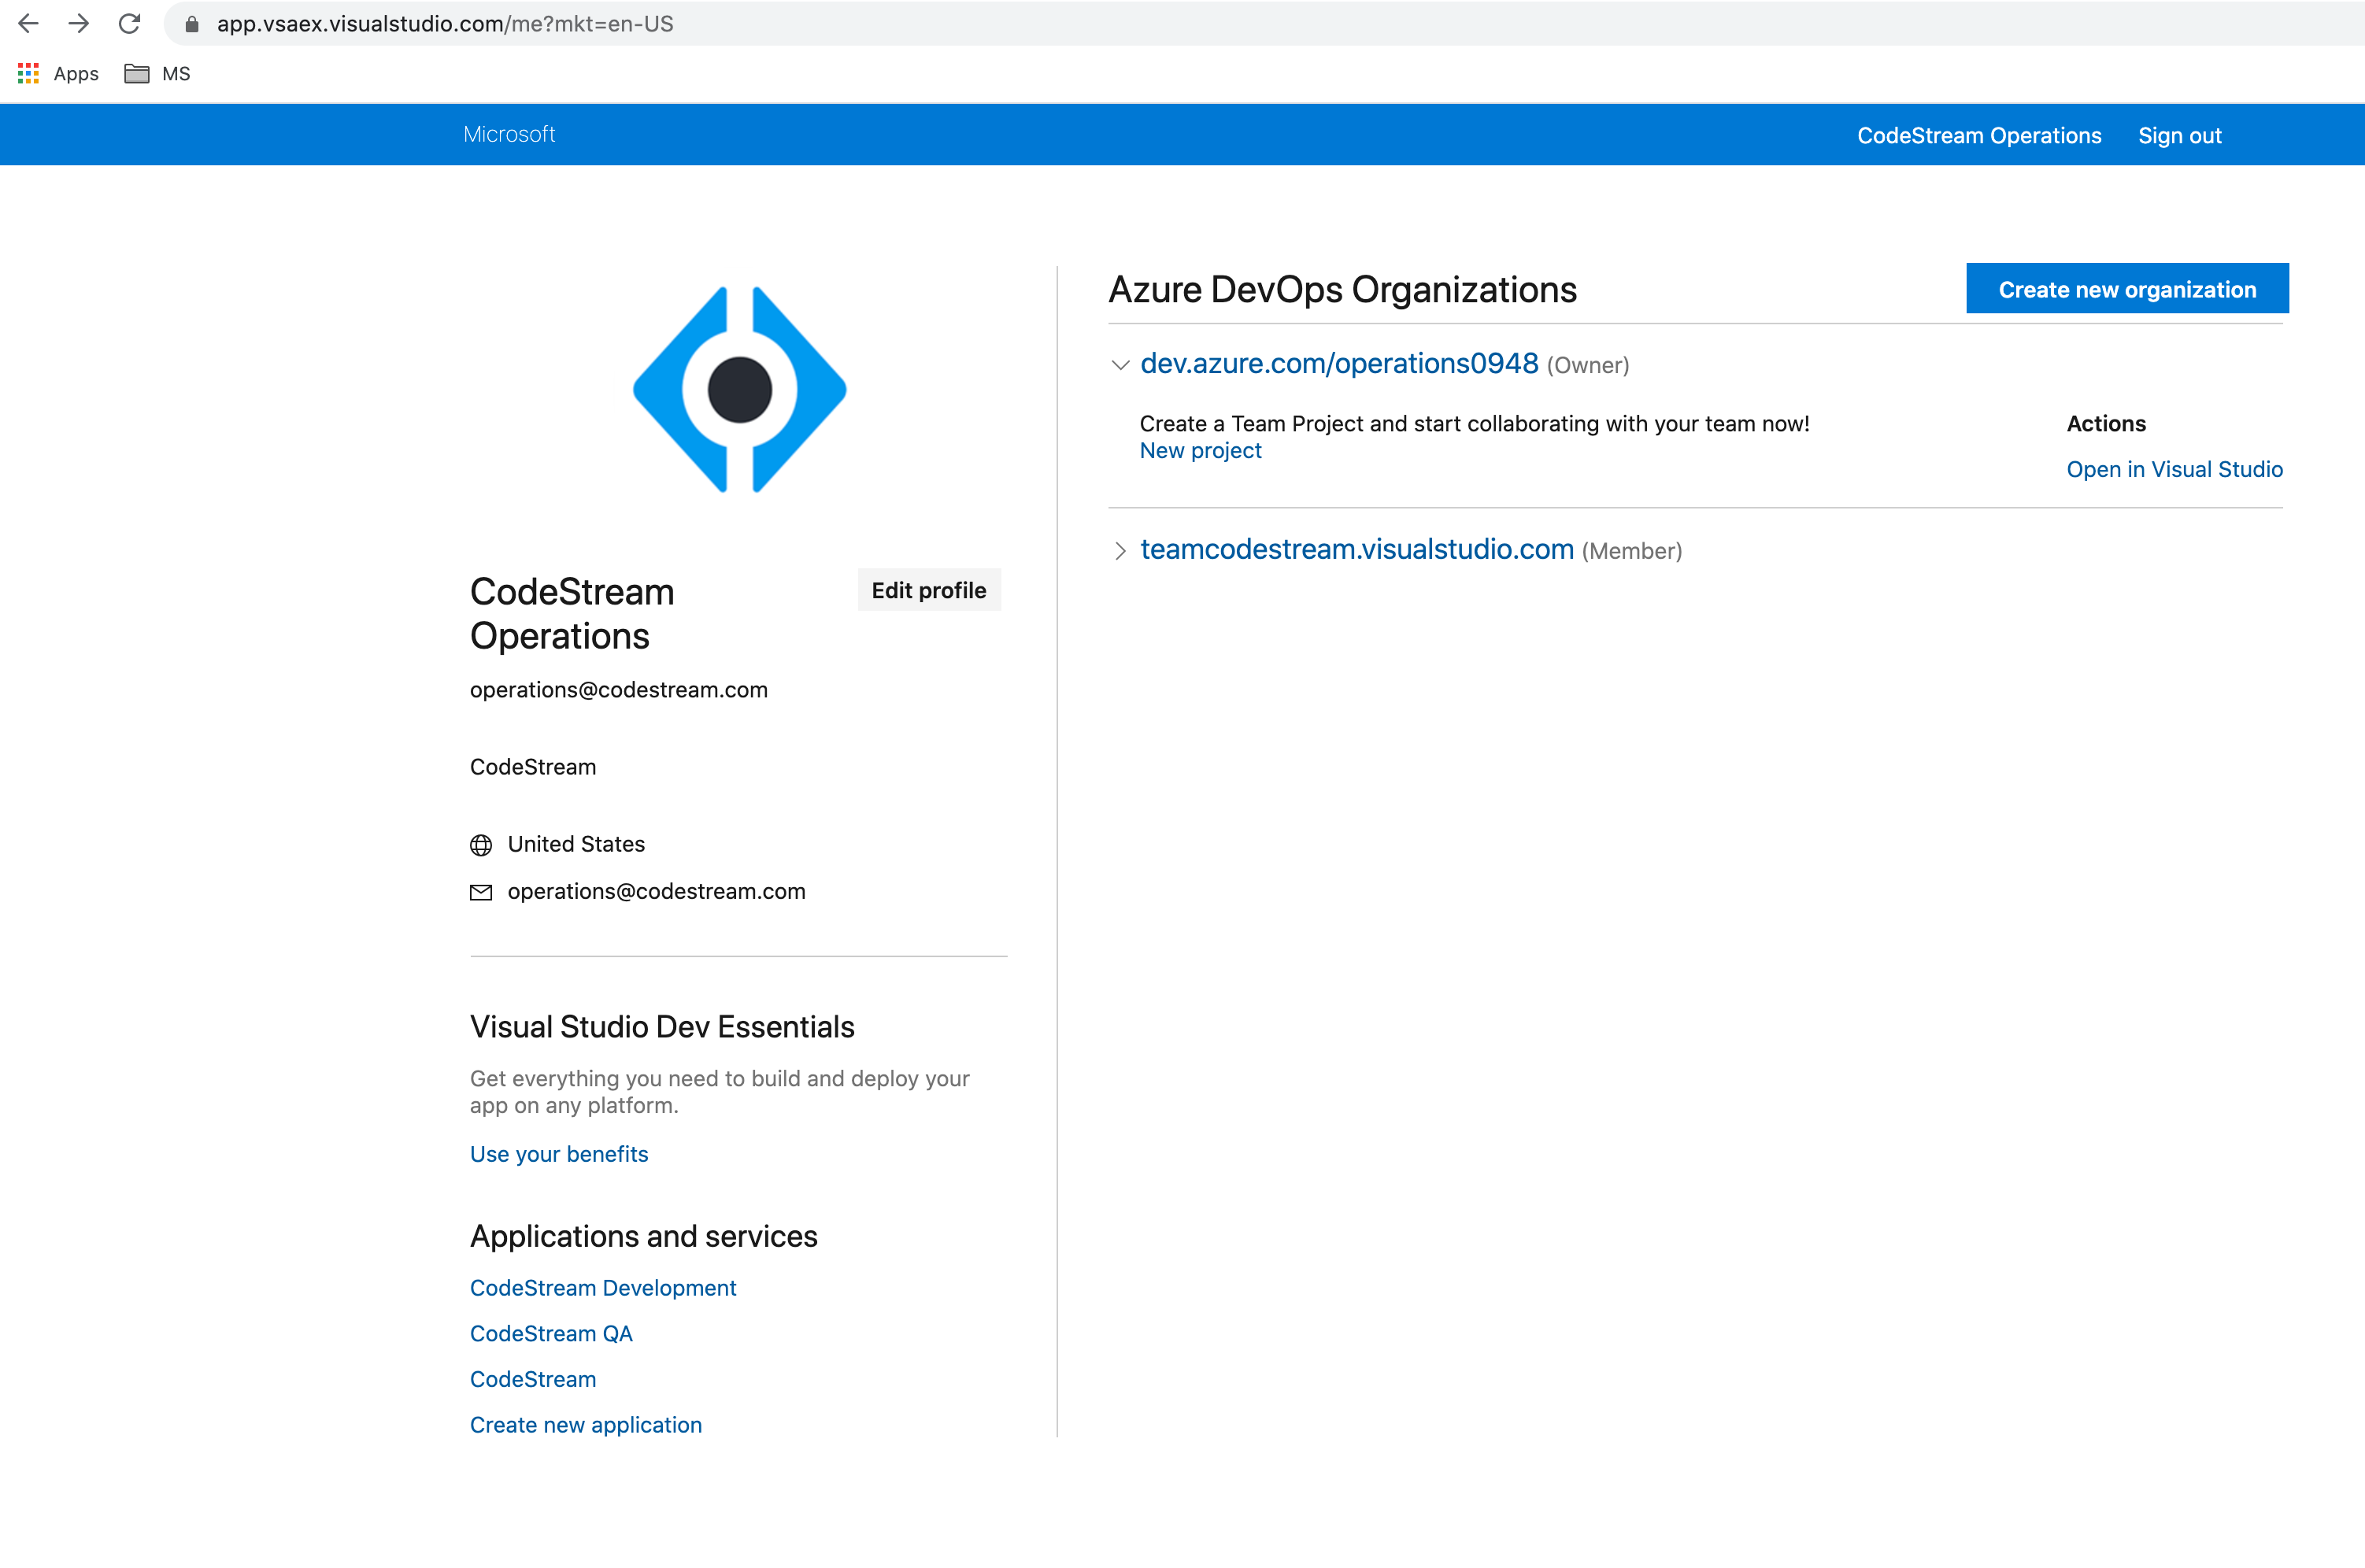 app.vsaex.visualstudio.com/me?mkt=en-US
Apps MS
Microsoft CodeStream Operations Sign out
CodeStream
Operations
Edit profile
operations@codestream.com
CodeStream
United States
operations@codestream.com
Visual Studio Dev Essentials
Get everything you need to build and deploy your
app on any platform.
Use your benefits
Applications and services
CodeStream Development
CodeStream QA
CodeStream
Create new application
Azure DevOps Organizations
Create new organization
dev.azure.com/operations0948 (Owner)
Create a Team Project and start collaborating with your team now!
New project
Actions
Open in Visual Studio
teamcodestream.visualstudio.com (Member)